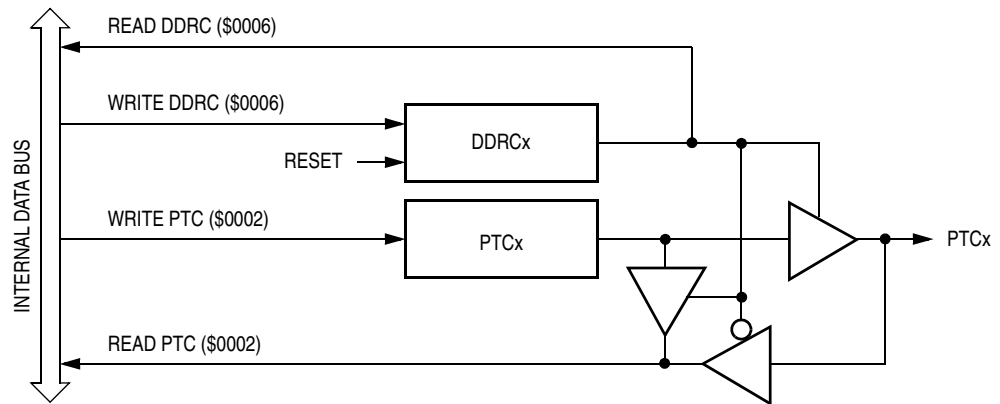 READ DDRC ($0006)
WRITE DDRC ($0006)
DDRCx
RESET
WRITE PTC ($0002)
PTCx
PTCx
INTERNAL DATA BUS
READ PTC ($0002)